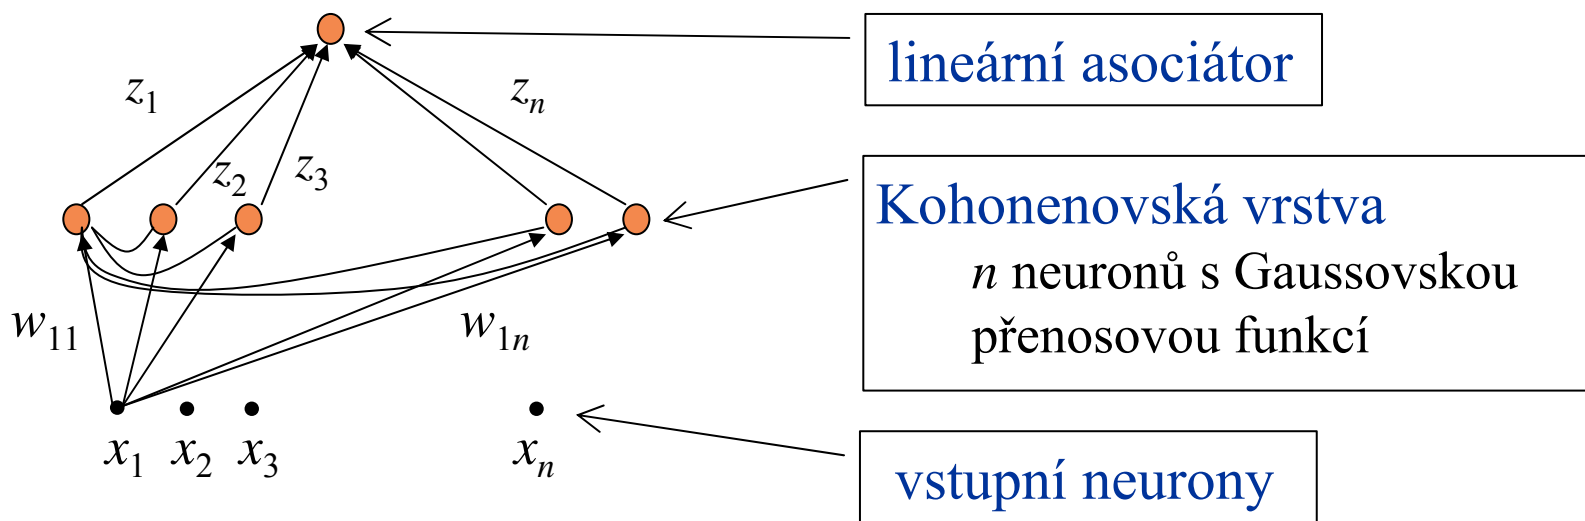 lineární asociátor
z1 zn
z2 z3
Kohonenovská vrstva
n neuronů s Gaussovskou
přenosovou funkcí
w11 w1n
x1 x2 x3 xn
vstupní neurony